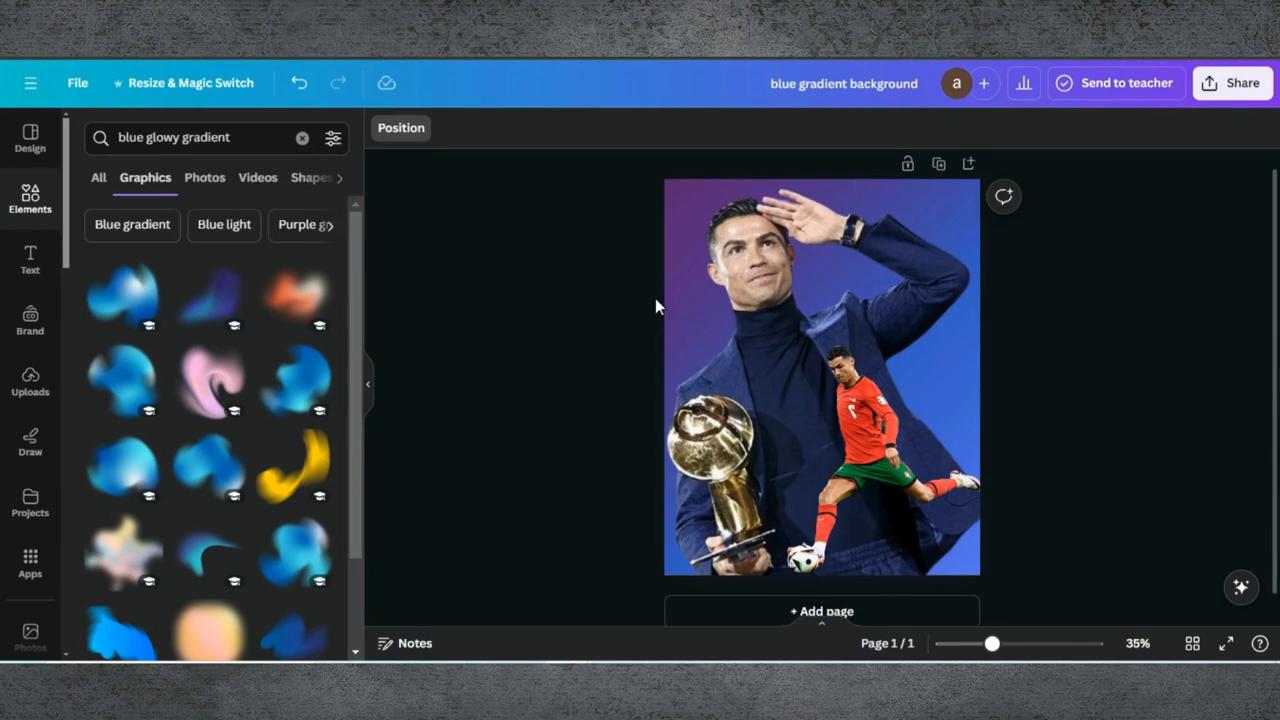 File
Resize & Magic Switch
blue gradient background
a
Send to teacher
Share
Design
Elements
Text
Brand
Uploads
Draw
Projects
Apps
Photos
blue glowy gradient
All
Graphics
Photos
Videos
Shapes
Blue gradient
Blue light
Purple
Position
7
+ Add page
Notes
Page 1 / 1
35%